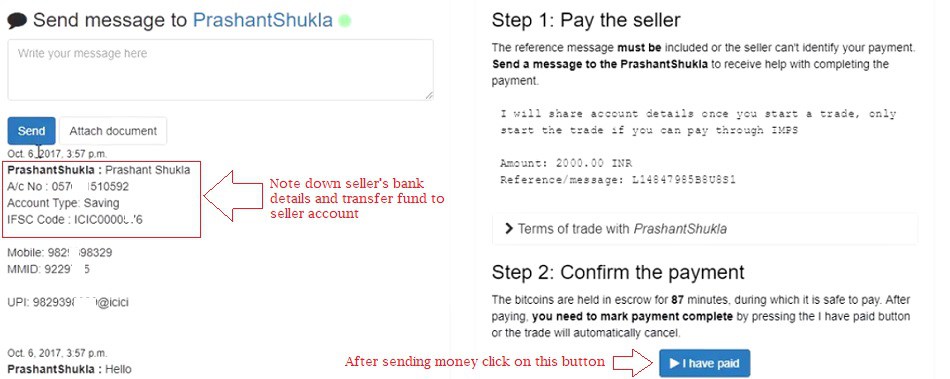 Send message to PrashantShukla
Write your message here
Send
Attach document
Oct. 6, 2017, 3:57 p.m.
PrashantShukla : Prashant Shukla
A/c No : 057 510592
Account Type: Saving
IFSC Code : ICIC0000 76
Mobile: 982 398329
MMID: 9229 5
UPI: 9829398 @icici
Oct. 6, 2017, 3:57 p.m.
PrashantShukla : Hello
Note down seller's bank
details and transfer fund to
seller account
Step 1: Pay the seller
The reference message must be included or the seller can't identify your payment.
Send a message to the PrashantShukla to receive help with completing the
payment.
I will share account details once you start a trade, only
start the trade if you can pay through IMPS
Amount: 2000.00 INR
Reference/message: L14847985B8U8S1
Terms of trade with PrashantShukla
Step 2: Confirm the payment
The bitcoins are held in escrow for 87 minutes, during which it is safe to pay. After
paying, you need to mark payment complete by pressing the I have paid button
or the trade will automatically cancel.
After sending money click on this button
I have paid